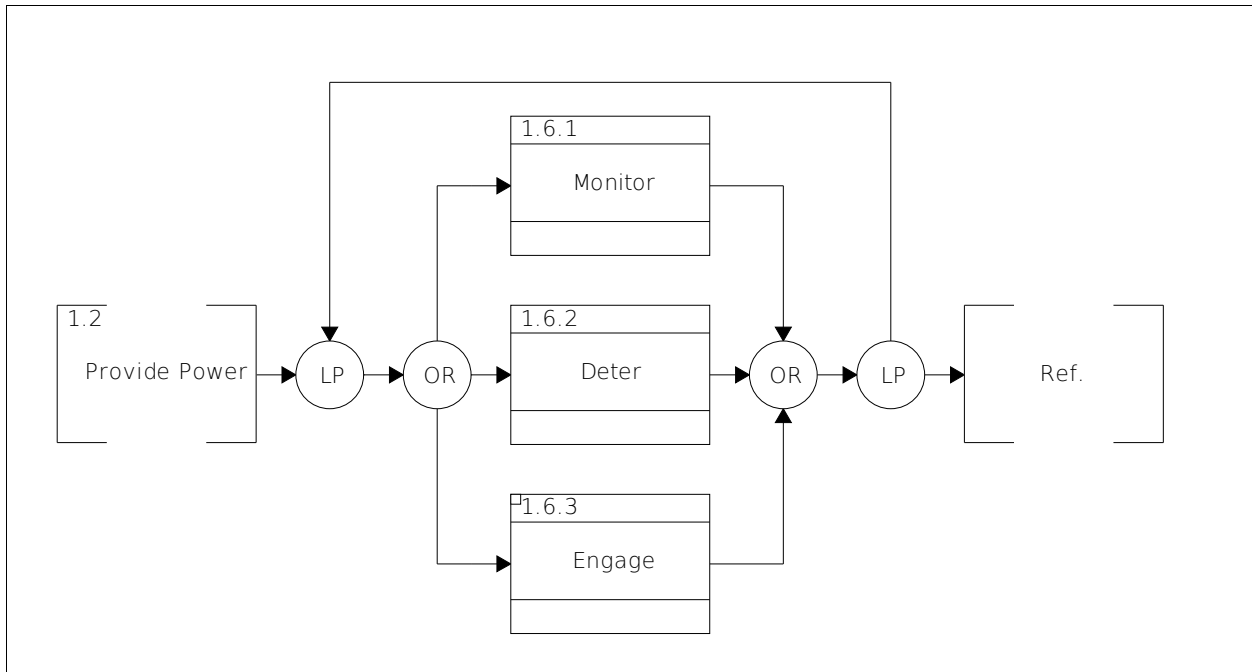 1.6.1
Monitor
1.2
Provide Power
LP
OR
1.6.2
Deter
OR
LP
Ref.
1.6.3
Engage